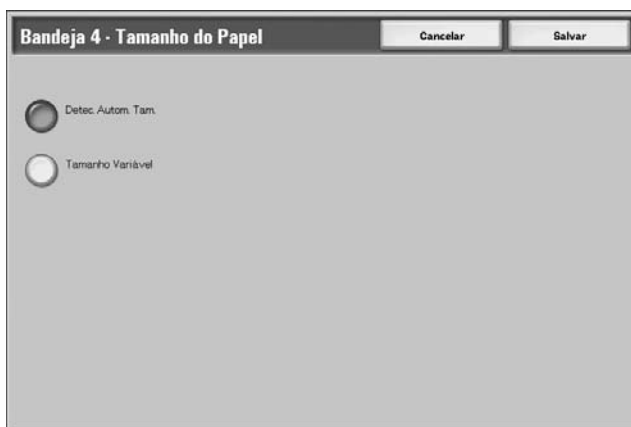 Bandeja 4 - Tamanho do Papel
Cancelar
Salvar
Detec. Autom. Tam.
Tamanho Variável